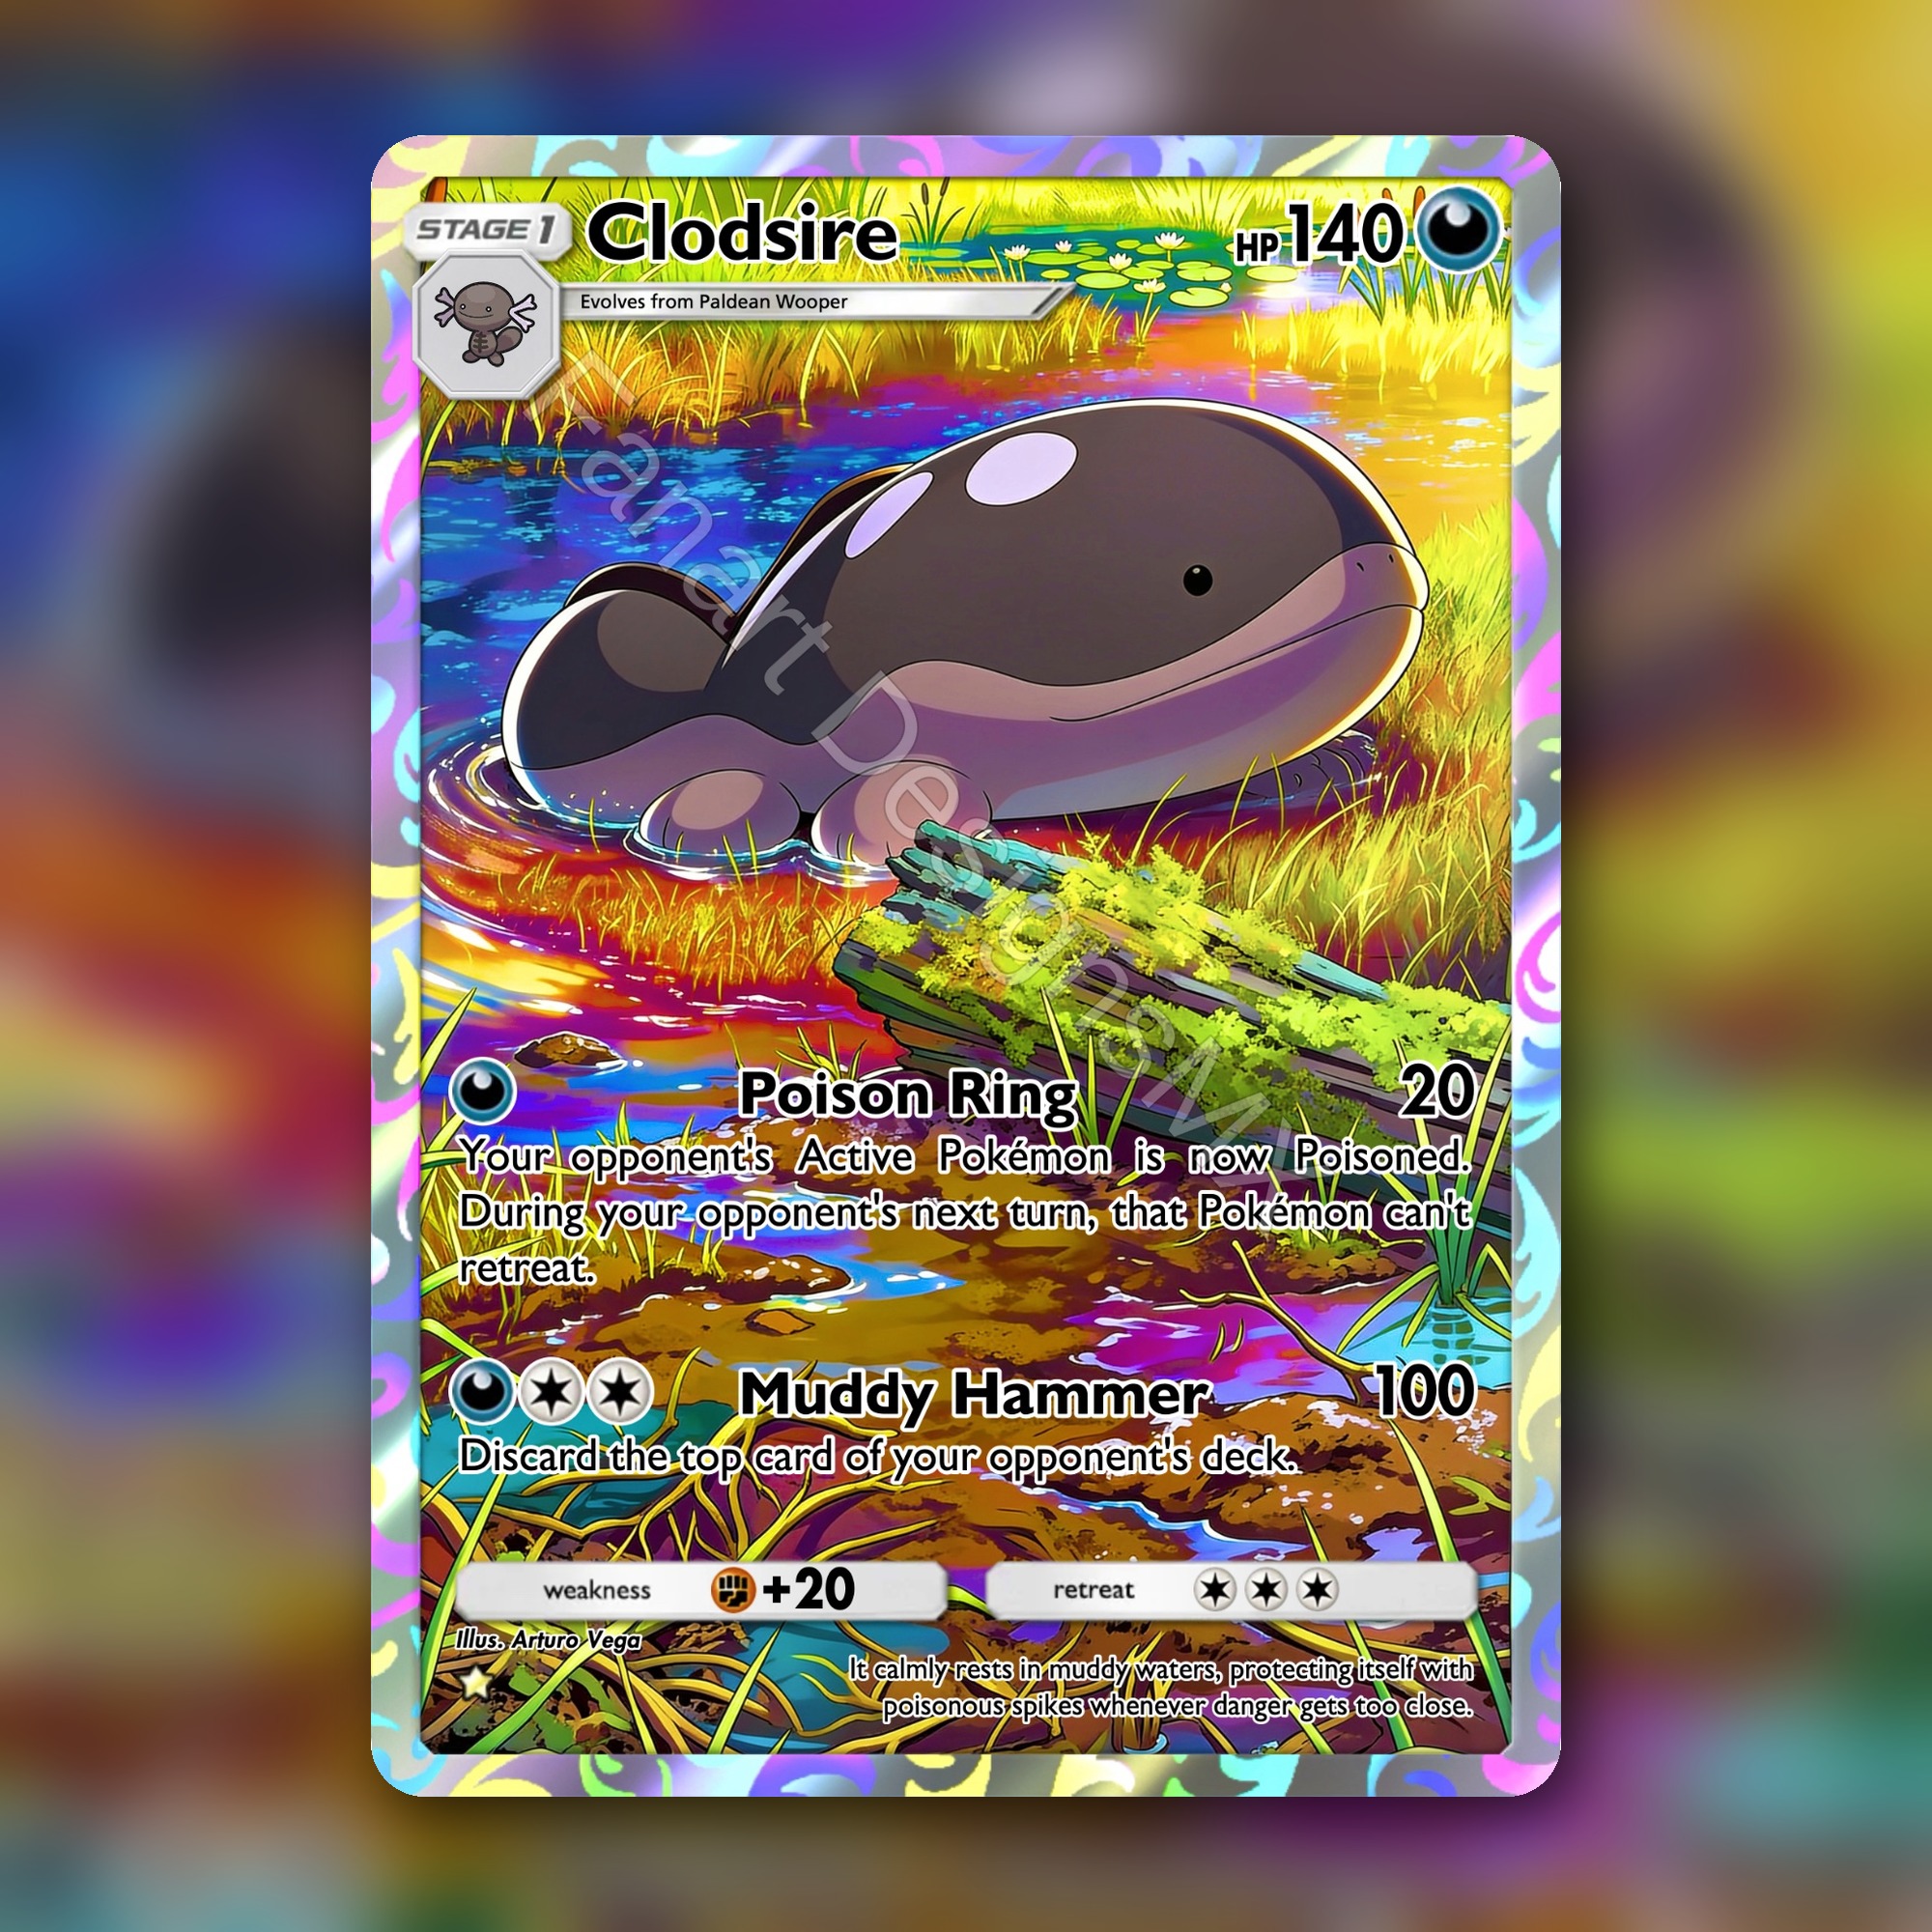 STAGE 1
Clodsire
HP 140
Evolves from Paldean Wooper
Fanart DesignsMX
Poison Ring
20
Your opponent's Active Pokémon is now Poisoned.
During your opponent's next turn, that Pokémon can't
retreat.
Muddy Hammer
100
Discard the top card of your opponent's deck.
weakness +20
retreat
Illus. Arturo Vega
It calmly rests in muddy waters, protecting itself with
poisonous spikes whenever danger gets too close.